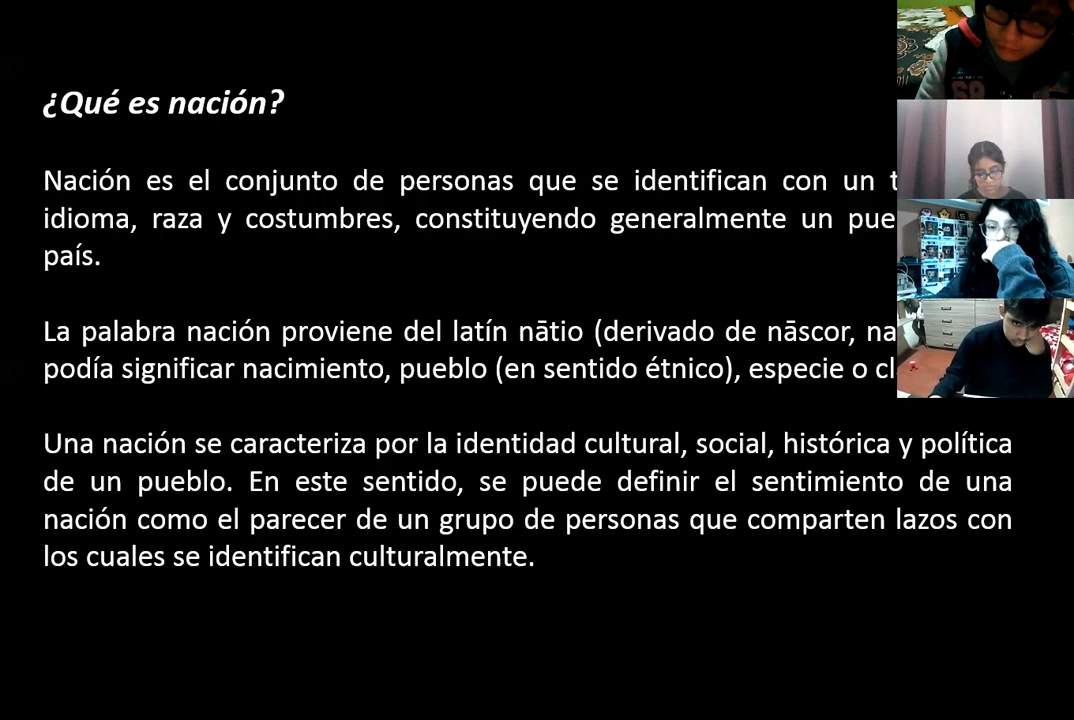 ¿Qué es nación?
Nación es el conjunto de personas que se identifican con un
idioma, raza y costumbres, constituyendo generalmente un
país.
La palabra nación proviene del latín nātio (derivado de nāscor,
podía significar nacimiento, pueblo (en sentido étnico), especie o
Una nación se caracteriza por la identidad cultural, social, histórica y política
de un pueblo. En este sentido, se puede definir el sentimiento de una
nación como el parecer de un grupo de personas que comparten lazos con
los cuales se identifican culturalmente.